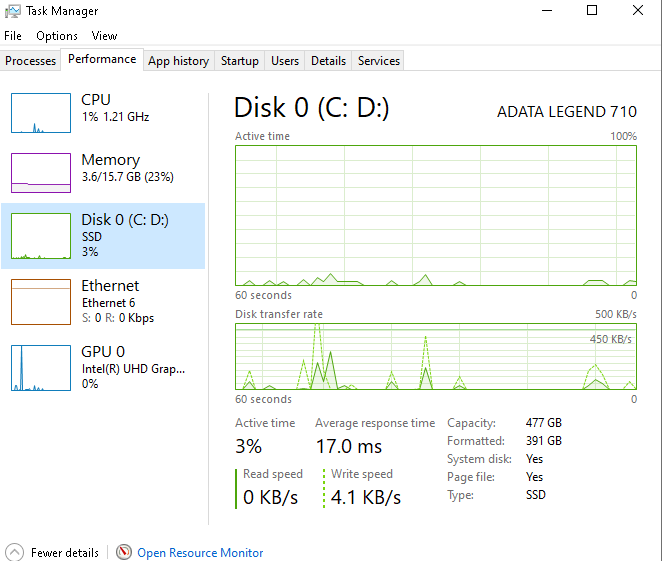 Task Manager
File Options View
Processes Performance App history Startup Users Details Services
CPU
1% 1.21 GHz
Memory
3.6/15.7 GB (23%)
Disk 0 (C: D:)
SSD
3%
Ethernet
Ethernet 6
S: 0 R: 0 Kbps
GPU 0
Intel(R) UHD Grap...
0%
Disk 0 (C: D:) ADATA LEGEND 710
Active time 100%
60 seconds 0
Disk transfer rate 500 KB/s
450 KB/s
60 seconds 0
Active time Average response time
3% 17.0 ms
Read speed Write speed
0 KB/s 4.1 KB/s
Capacity: 477 GB
Formatted: 391 GB
System disk: Yes
Page file: Yes
Type: SSD
Fewer details Open Resource Monitor